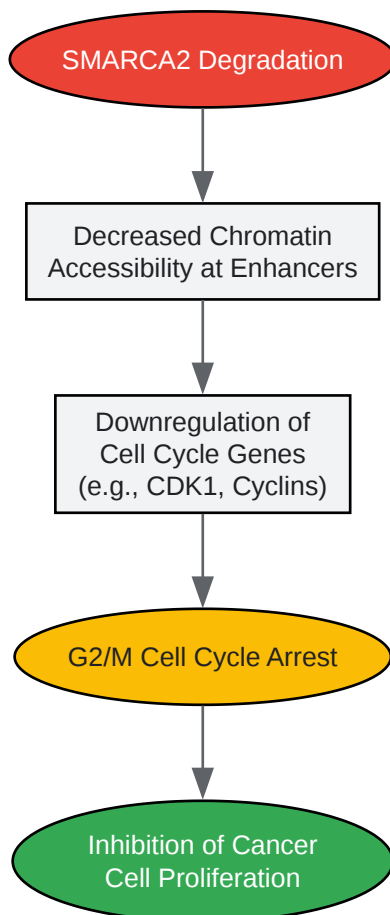 SMARCA2 Degradation
Decreased Chromatin
Accessibility at Enhancers
Downregulation of
Cell Cycle Genes
(e.g., CDK1, Cyclins)
G2/M Cell Cycle Arrest
Inhibition of Cancer
Cell Proliferation